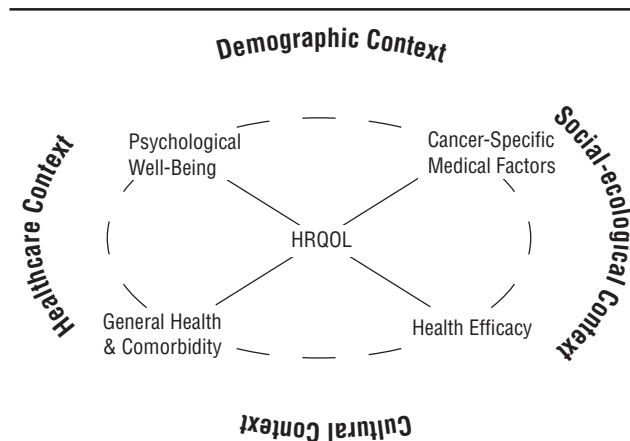 Demographic Context
Psychological
Well-Being
Cancer-Specific
Medical Factors
Healthcare Context
Social-ecological Context
HRQOL
General Health
& Comorbidity
Health Efficacy
Cultural Context